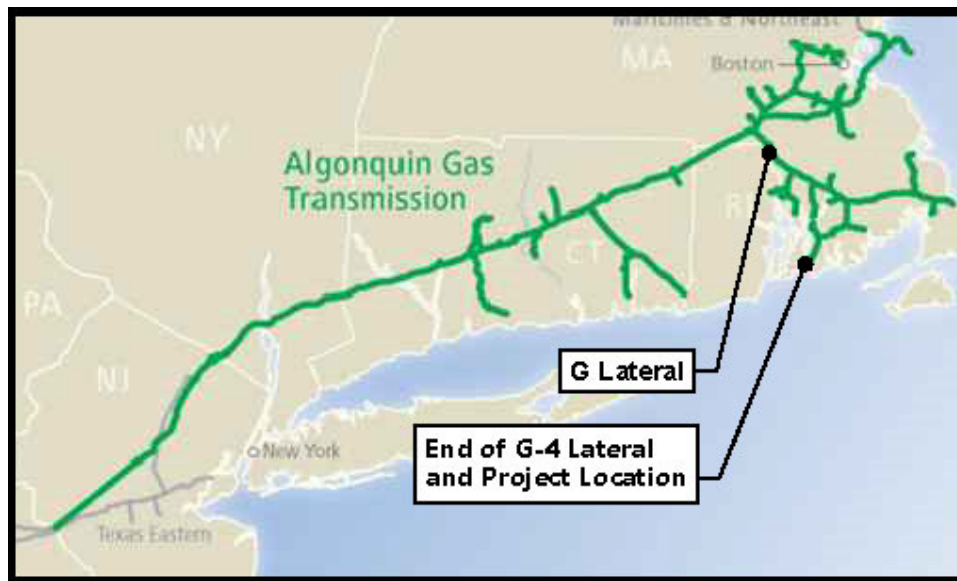 Maritimes & Northeast
MA
Boston
NY
Algonquin Gas
Transmission
RI
CT
PA
NJ
G Lateral
End of G-4 Lateral
and Project Location
New York
Texas Eastern